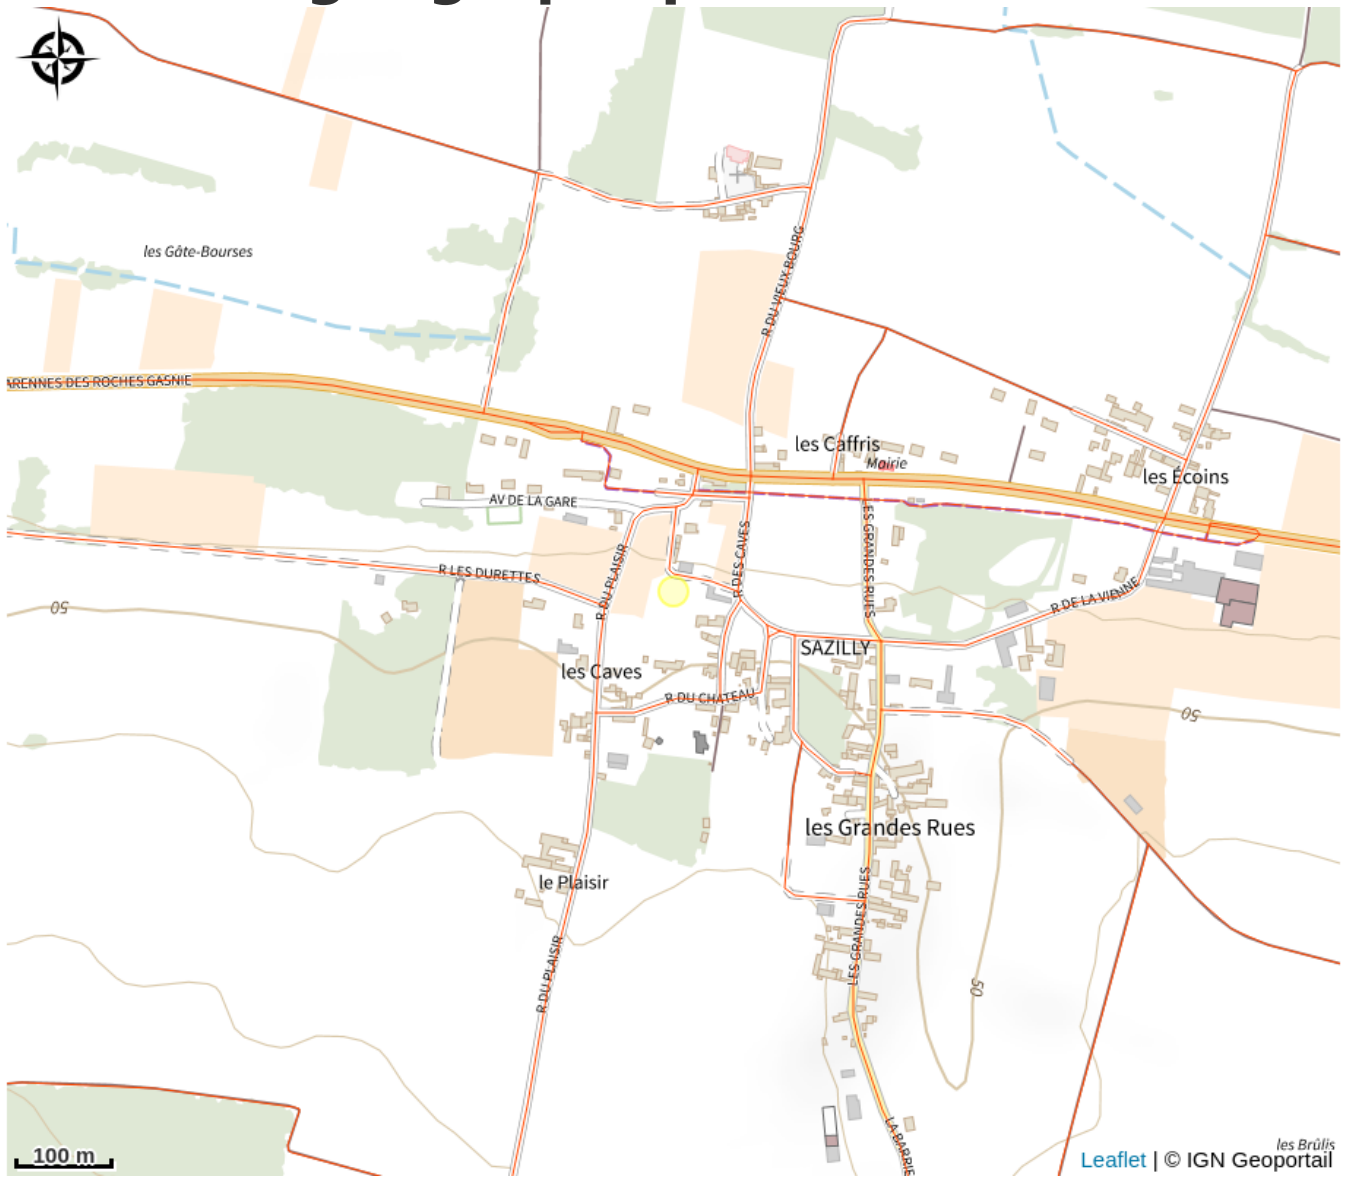 les Gâte-Bourses
R DU VIEUX BOURG
ARENNES DES ROCHES GASNIE
les Caffris
Mairie
les Écoins
AV DE LA GARE
R DES CAVES
LES GRANDES RUES
R DU PLAISIR
R LES DURETTES
R DE LA VIENNE
50
SAZILLY
les Caves
R DU CHATEAU
50
les Grandes Rues
le Plaisir
LES GRANDES RUES
R DU PLAISIR
50
LA BARRIE
les Brûlis
100 m
Leaflet | © IGN Geoportail